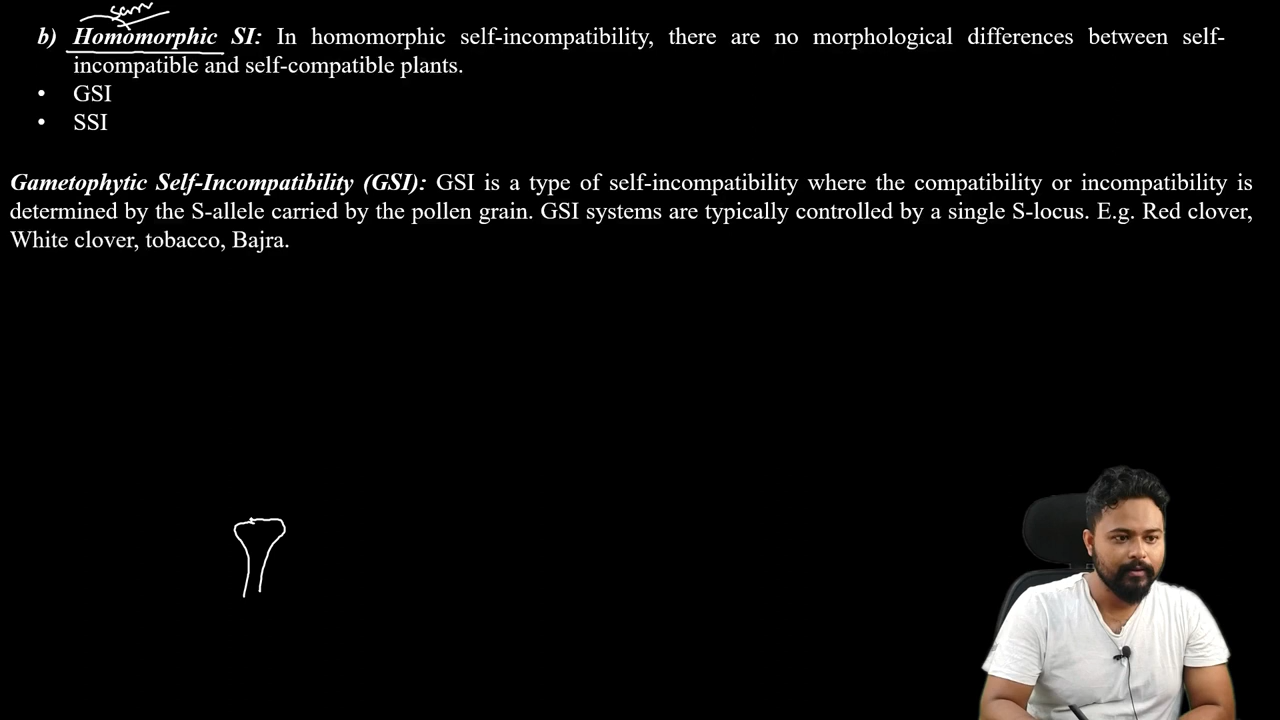 sam
b) Homomorphic SI: In homomorphic self-incompatibility, there are no morphological differences between self-
incompatible and self-compatible plants.
• GSI
• SSI
Gametophytic Self-Incompatibility (GSI): GSI is a type of self-incompatibility where the compatibility or incompatibility is
determined by the S-allele carried by the pollen grain. GSI systems are typically controlled by a single S-locus. E.g. Red clover,
White clover, tobacco, Bajra.